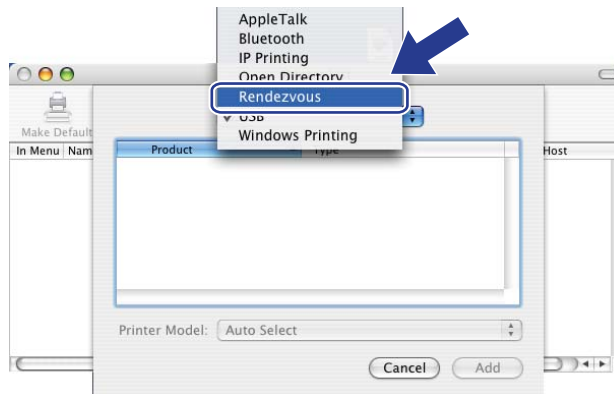 AppleTalk
Bluetooth
IP Printing
Open Directory
Rendezvous
USB
Windows Printing
Make Default
In Menu Nam Product Type Host
Printer Model: Auto Select
Cancel Add